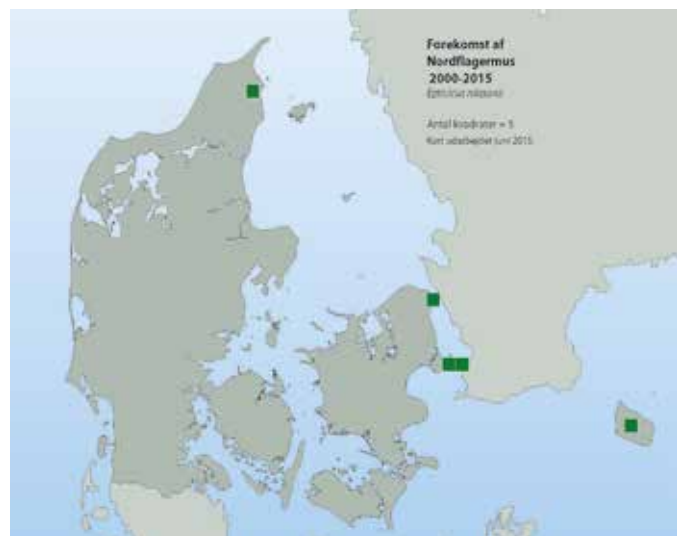 Forekomst af
Nordflagermus
2000-2015
Eptesicus nilssonii
Antal kvadrater = 5
Kort udarbejdet juni 2015